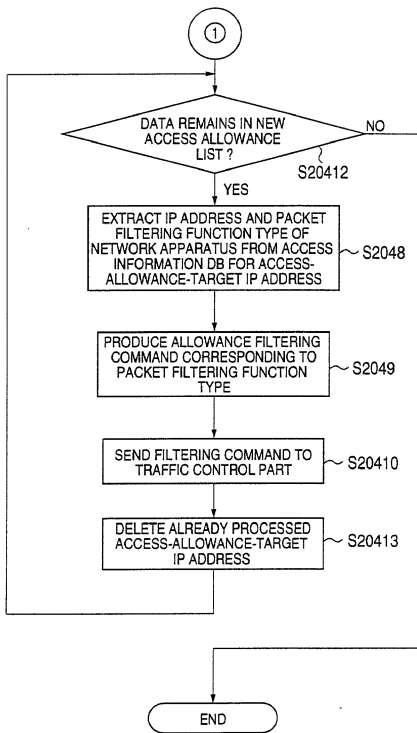 1
DATA REMAINS IN NEW
ACCESS ALLOWANCE
LIST ?
NO
S20412
YES
EXTRACT IP ADDRESS AND PACKET
FILTERING FUNCTION TYPE OF
NETWORK APPARATUS FROM ACCESS
INFORMATION DB FOR ACCESS-
ALLOWANCE-TARGET IP ADDRESS
S2048
PRODUCE ALLOWANCE FILTERING
COMMAND CORRESPONDING TO
PACKET FILTERING FUNCTION
TYPE
S2049
SEND FILTERING COMMAND TO
TRAFFIC CONTROL PART
S20410
DELETE ALREADY PROCESSED
ACCESS-ALLOWANCE-TARGET
IP ADDRESS
S20413
END